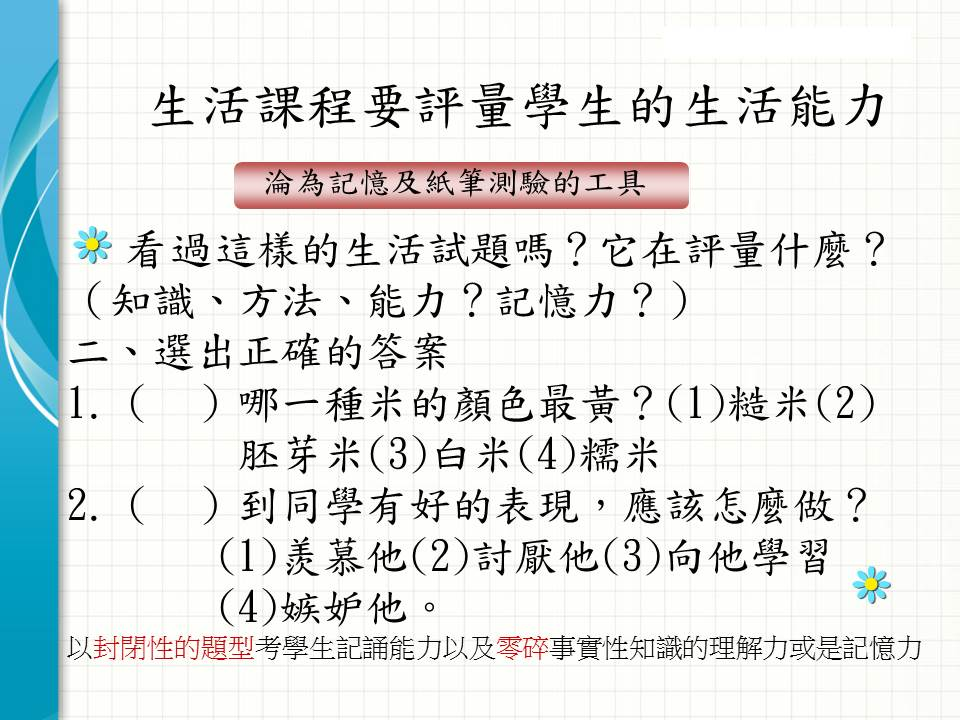 生活課程要評量學生的生活能力
淪為記憶及紙筆測驗的工具
看過這樣的生活試題嗎？它在評量什麼？
（知識、方法、能力？記憶力？）
二、選出正確的答案
1. (　) 哪一種米的顏色最黃？(1)糙米(2)
胚芽米(3)白米(4)糯米
2. (　) 到同學有好的表現，應該怎麼做？
(1)羨慕他(2)討厭他(3)向他學習
(4)嫉妒他。
以封閉性的題型考學生記誦能力以及零碎事實性知識的理解力或是記憶力